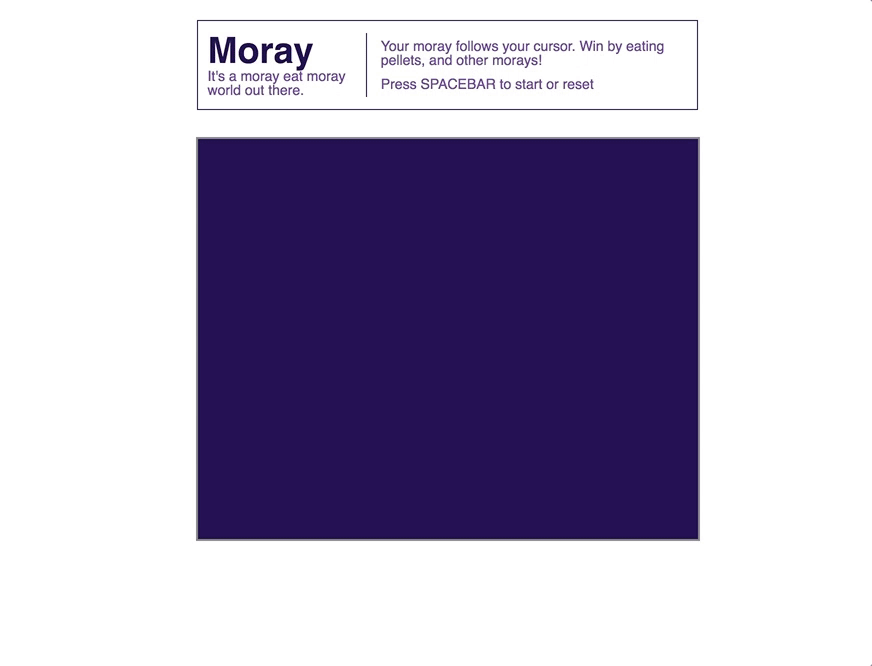 Moray
It's a moray eat moray
world out there.
Your moray follows your cursor. Win by eating
pellets, and other morays!
Press SPACEBAR to start or reset